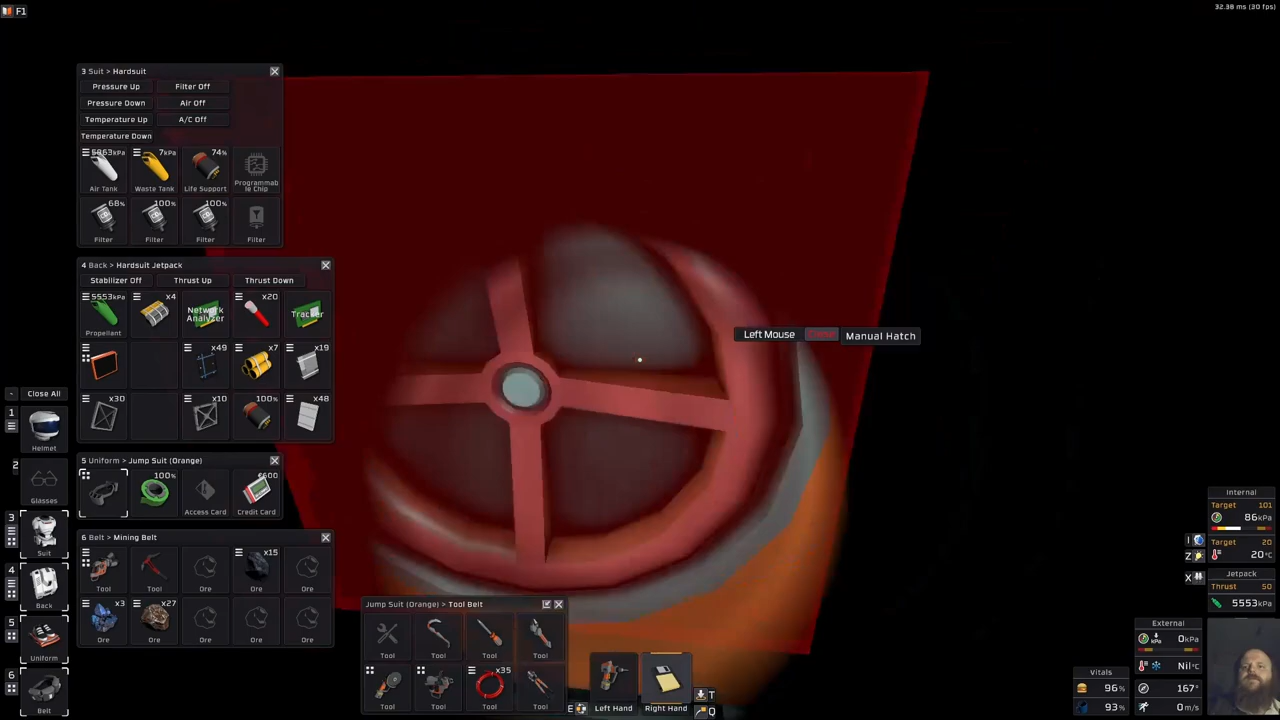 F1
32.38 ms (30 fps)
3 Suit > Hardsuit
Pressure Up
Filter Off
Pressure Down
Air Off
Temperature Up
A/C Off
Temperature Down
7kPa
74%
Air Tank
Waste Tank
Life Support
Programmab
le Chip
68%
100%
100%
Filter
Filter
Filter
Filter
4 Back > Hardsuit Jetpack
Stabilizer Off
Thrust Up
Thrust Down
5553kPa
x4
x20
Network
Analyzer
Tracker
Propellant
x49
x7
x19
x30
x10
100%
x48
Left Mouse
Manual Hatch
- Close All
1
Helmet
2
Glasses
3
Suit
4
Back
5
Uniform
6
Belt
5 Uniform > Jump Suit (Orange)
100%
€600
Access Card
Credit Card
6 Belt > Mining Belt
x15
Tool
Tool
Ore
Ore
Ore
x3
x27
Ore
Ore
Ore
Ore
Ore
Jump Suit (Orange) > Tool Belt
Tool
Tool
Tool
Tool
x35
Tool
Tool
Tool
Tool
E
Left Hand
Right Hand
T
Q
Internal
Target 101
86kPa
Target 20
20°C
I
Z
X
Jetpack
Thrust 50
5553kPa
External
0kPa
Nil°C
167°
0m/s
Vitals
96%
93%